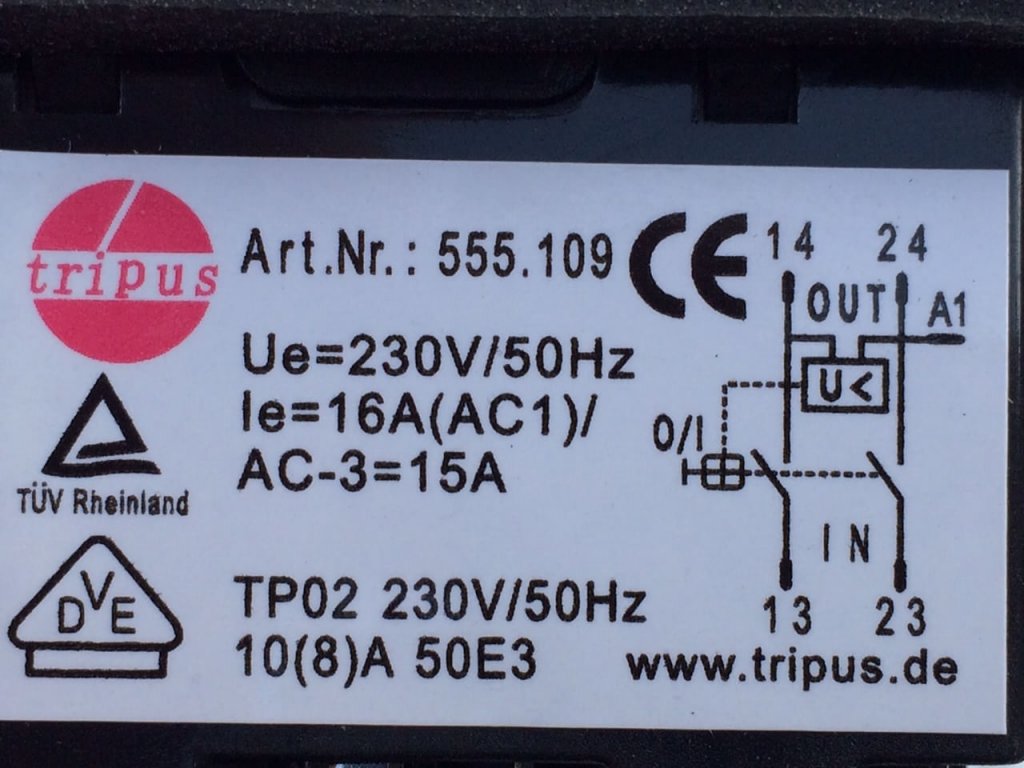 tripus
Art.Nr.: 555.109
CE
Ue=230V/50Hz
Ie=16A(AC1)/
AC-3=15A
TÜV Rheinland
DVE
TP02 230V/50Hz
10(8)A 50E3
14 24
OUT A1
U<
0/I
IN
13 23
www.tripus.de